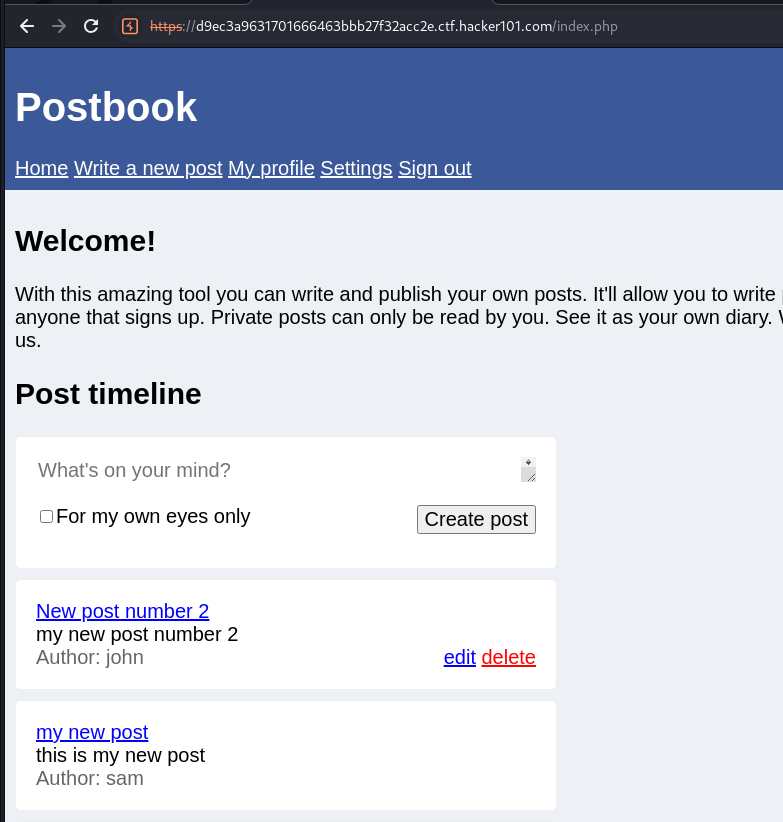 https://d9ec3a9631701666463bbb27f32acc2e.ctf.hacker101.com/index.php
Postbook
Home Write a new post My profile Settings Sign out
Welcome!
With this amazing tool you can write and publish your own posts. It'll allow you to write
anyone that signs up. Private posts can only be read by you. See it as your own diary.
us.
Post timeline
What's on your mind?
For my own eyes only Create post
New post number 2
my new post number 2
Author: john edit delete
my new post
this is my new post
Author: sam